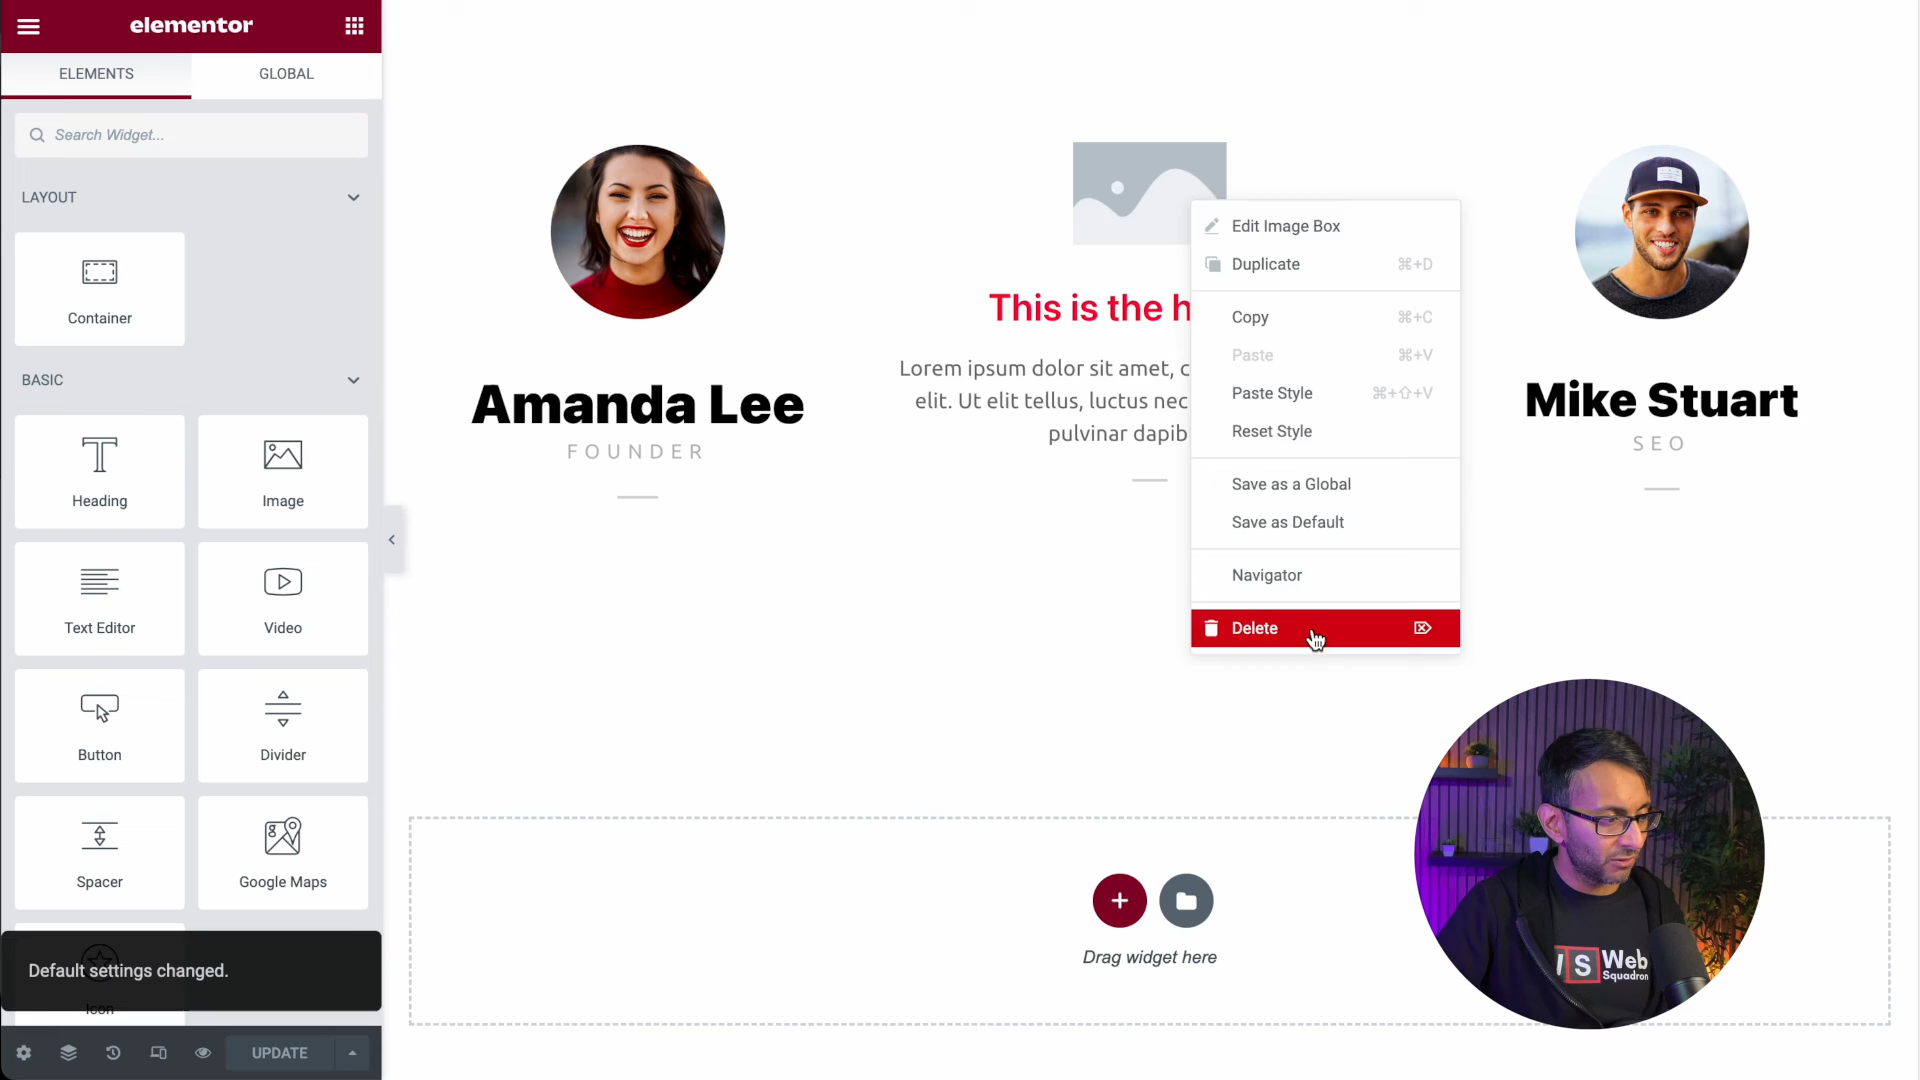 elementor
ELEMENTS
GLOBAL
Search Widget...
LAYOUT
Container
BASIC
Heading
Image
Text Editor
Video
Button
Divider
Spacer
Google Maps
Icon
Default settings changed.
UPDATE
Amanda Lee
FOUNDER
This is the h
Lorem ipsum dolor sit amet, c
elit. Ut elit tellus, luctus nec
pulvinar dapib
Mike Stuart
SEO
Edit Image Box
Duplicate ⌘+D
Copy ⌘+C
Paste ⌘+V
Paste Style ⌘+⇧+V
Reset Style
Save as a Global
Save as Default
Navigator
Delete
Drag widget here
Web
Squadron